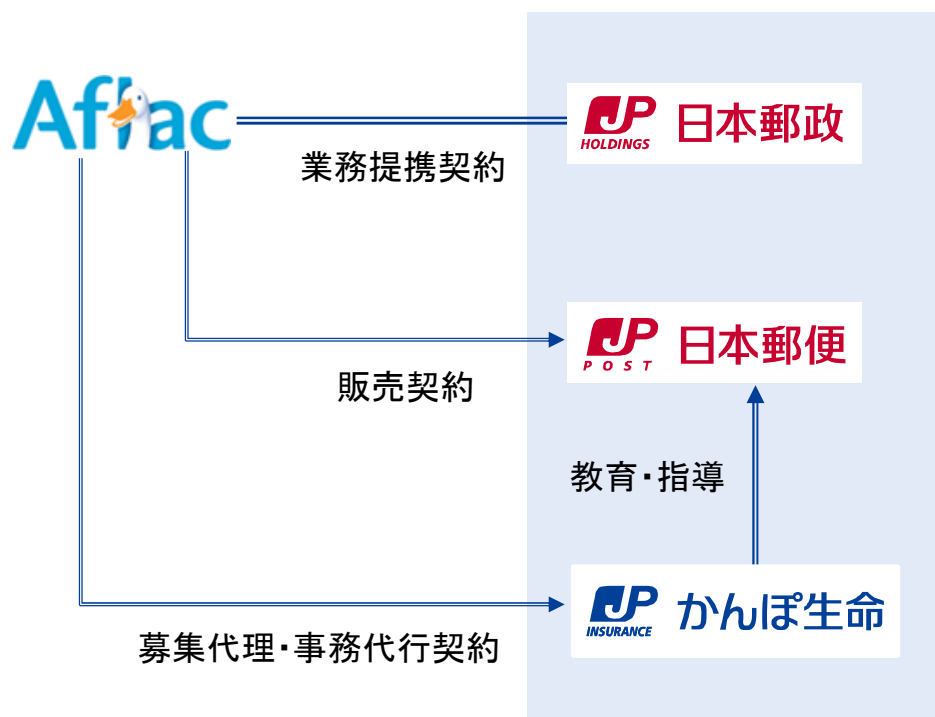 Aflac
JP 日本郵政
HOLDINGS
業務提携契約
JP 日本郵便
POST
販売契約
教育・指導
JP かんぽ生命
INSURANCE
募集代理・事務代行契約